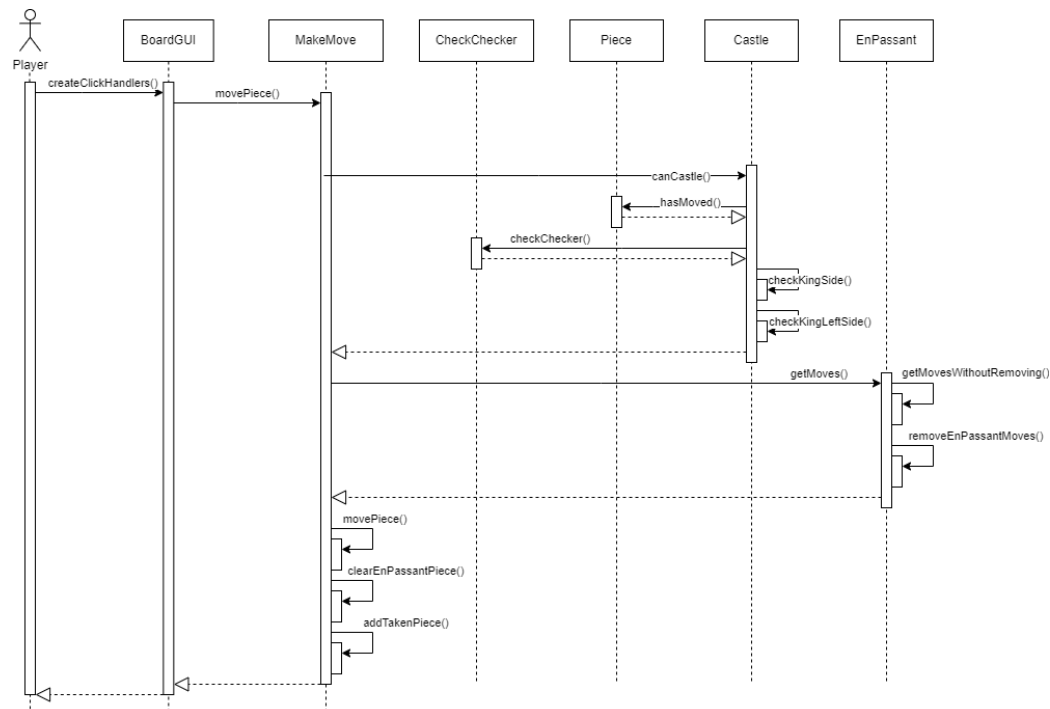 Player
BoardGUI
MakeMove
CheckChecker
Piece
Castle
EnPassant
createClickHandlers()
movePiece()
canCastle()
hasMoved()
checkChecker()
checkKingSide()
checkKingLeftSide()
getMoves()
getMovesWithoutRemoving()
removeEnPassantMoves()
movePiece()
clearEnPassantPiece()
addTakenPiece()